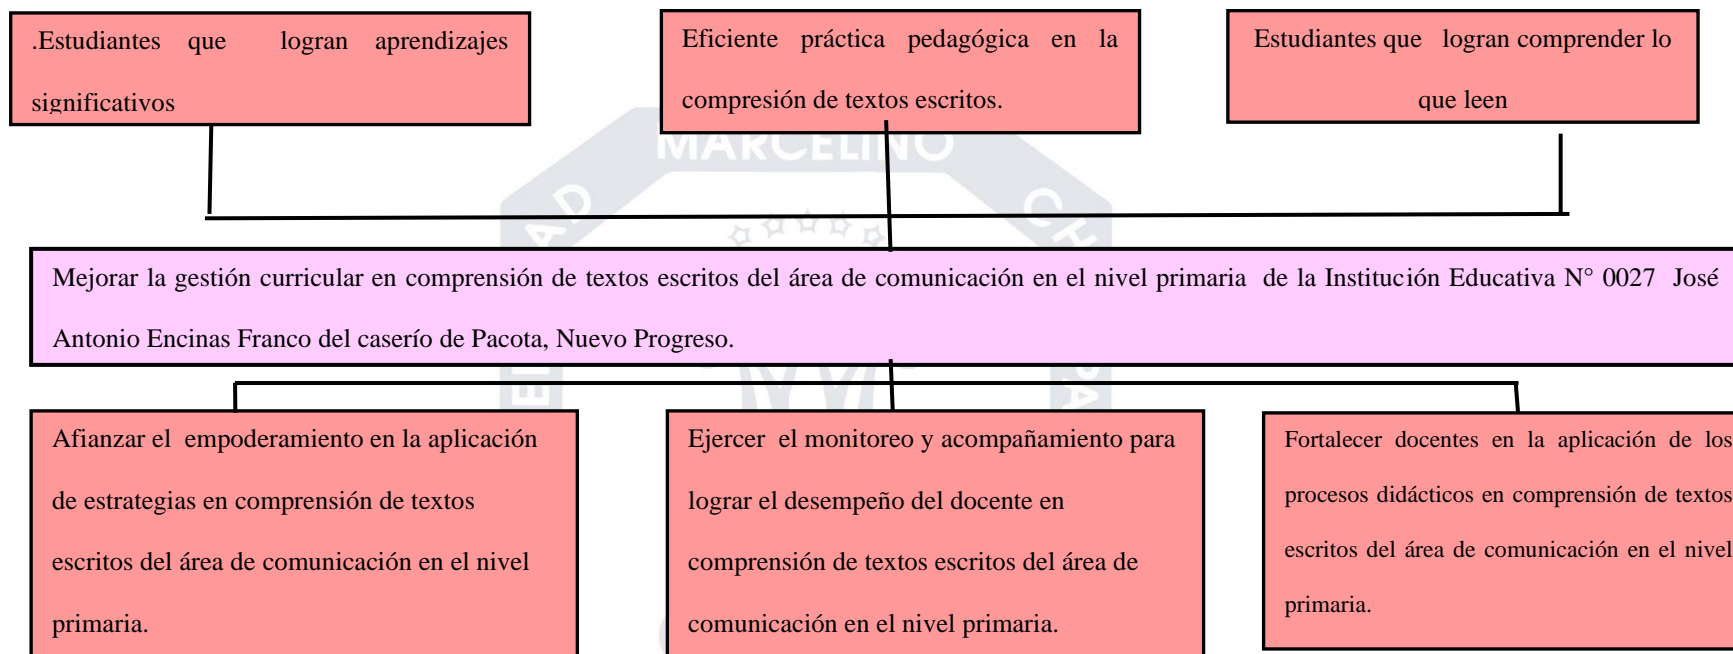 .Estudiantes que logran aprendizajes
significativos
Eficiente práctica pedagógica en la
compresión de textos escritos.
Estudiantes que logran comprender lo
que leen
MARCELINO
AD
CH
Mejorar la gestión curricular en comprensión de textos escritos del área de comunicación en el nivel primaria de la Institución Educativa N° 0027 José
Antonio Encinas Franco del caserío de Pacota, Nuevo Progreso.
Afianzar el empoderamiento en la aplicación
de estrategias en comprensión de textos
escritos del área de comunicación en el nivel
primaria.
Ejercer el monitoreo y acompañamiento para
lograr el desempeño del docente en
comprensión de textos escritos del área de
comunicación en el nivel primaria.
Fortalecer docentes en la aplicación de los
procesos didácticos en comprensión de textos
escritos del área de comunicación en el nivel
primaria.